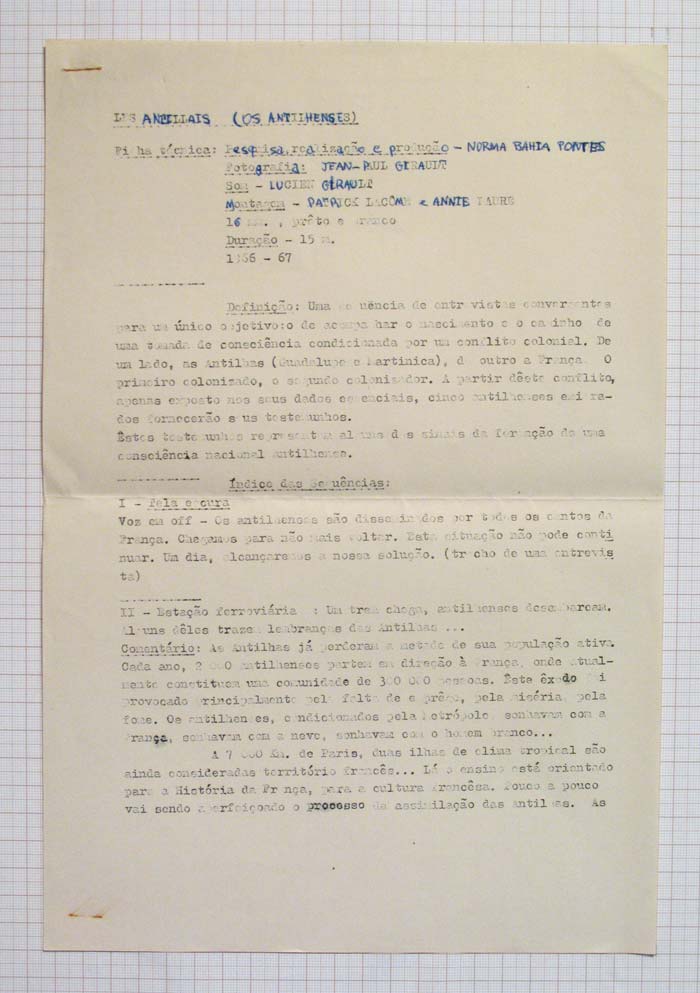 LES ANTILLAIS (OS ANTILHENSES)
Ficha técnica: Pesquisa, realização e produção - NORMA BAHIA PONTES
Fotografia: JEAN-PAUL GIRAULT
Som - LUCIEN GIRAULT
Montagem - PATRICK LACÔME e ANNIE FAURE
16 mm. , prêto e branco
Duração - 15 m.
1966 - 67
Definição: Uma sequência de entrevistas convergentes
para um único objetivo: o de acompanhar o nascimento e o caminho de
uma tomada de consciência condicionada por um conflito colonial. De
um lado, as Antilhas (Guadalupe e Martinica), de outro a França. O
primeiro colonizado, o segundo colonizador. A partir dêste conflito,
apenas exposto nos seus dados essenciais, cinco antilhenses exi ra-
dos fornecerão seus testemunhos.
Êstes testemunhos representam alguns dos sinais da formação de uma
consciência nacional antilhense.
Índice das Sequências:
I - Tela escura
Voz em off - Os antilhenses são disseminados por todos os cantos da
França. Chegamos para não mais voltar. Esta situação não pode conti
nuar. Um dia, alcançaremos a nossa solução. (trecho de uma entrevis
ta)
II - Estação ferroviária : Um trem chega, antilhenses desembarcam.
Alguns dêles trazem lembranças das Antilhas ...
Comentário: As Antilhas já perderam a metade de sua população ativa.
Cada ano, 2 000 antilhenses partem em direção à França, onde atual-
mente constituem uma comunidade de 300 000 pessoas. Êste êxodo foi
provocado principalmente pela falta de emprêgo, pela miséria, pela
fome. Os antilhenses, condicionados pela Metrópole, sonhavam com a
França, sonhavam com a neve, sonhavam com o homem branco...
A 7 000 Km. de Paris, duas ilhas de clima tropical são
ainda consideradas território francês... Lá o ensino está orientado
para a História da França, para a cultura francêsa. Pouco a pouco
vai sendo aperfeiçoado o processo da assimilação das antilhas. As